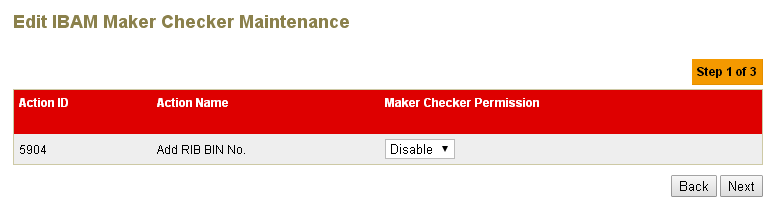 Edit IBAM Maker Checker Maintenance
Step 1 of 3
Action ID Action Name Maker Checker Permission
5904 Add RIB BIN No. Disable
Back Next